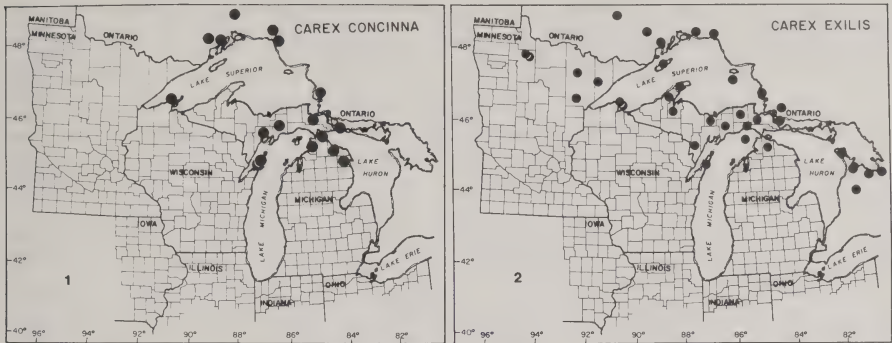 CAREX CONCINNA
MANITOBA
MINNESOTA
ONTARIO
48°
LAKE SUPERIOR
ONTARIO
46°
WISCONSIN
LAKE HURON
44°
MICHIGAN
LAKE MICHIGAN
IOWA
42°
ILLINOIS
LAKE ERIE
1
OHIO
INDIANA
40°
96° 94° 92° 88° 86° 84° 82°
CAREX EXILIS
MANITOBA
MINNESOTA
ONTARIO
48°
LAKE SUPERIOR
ONTARIO
46°
WISCONSIN
LAKE HURON
44°
MICHIGAN
LAKE MICHIGAN
IOWA
42°
ILLINOIS
LAKE ERIE
2
OHIO
INDIANA
40°
96° 94° 92° 88° 86° 84° 82°